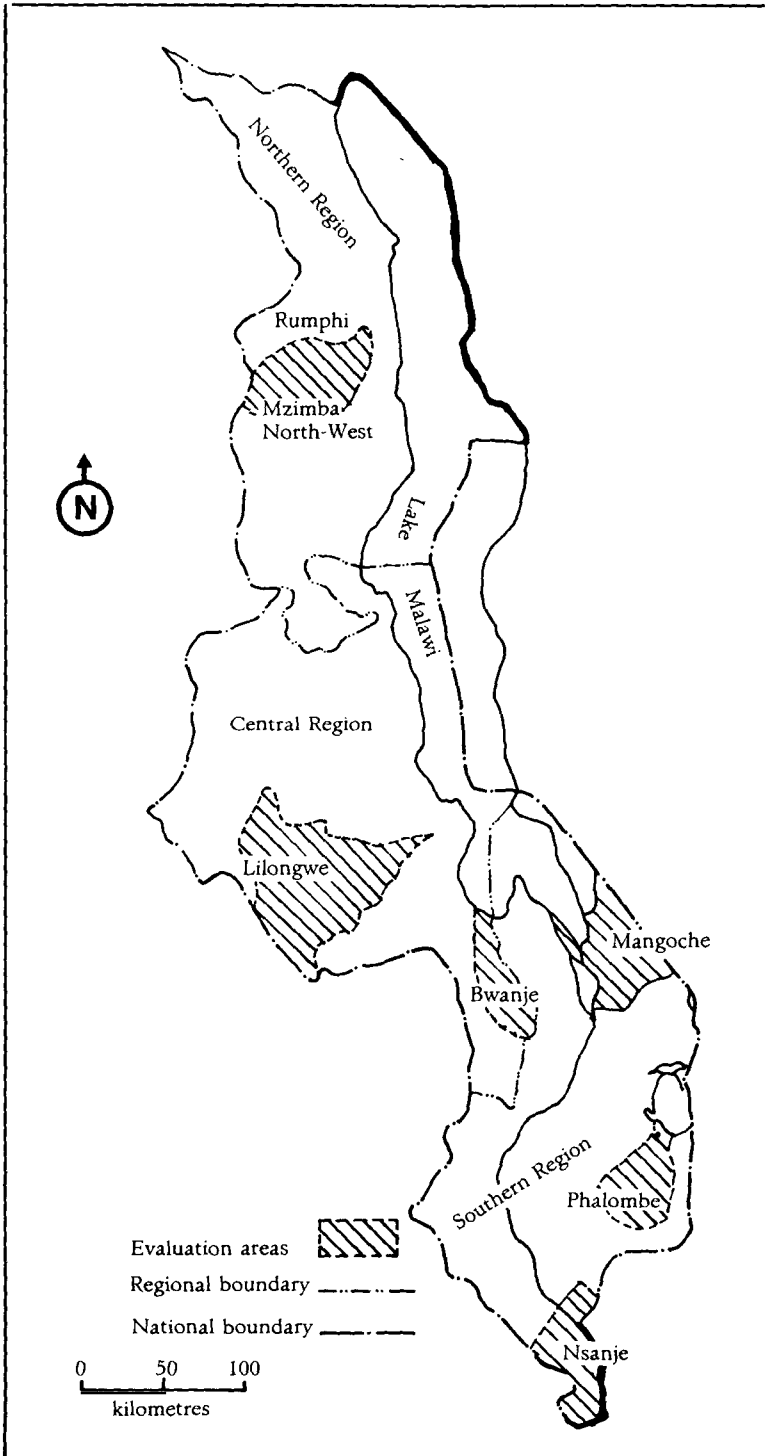 Northern Region
Rumphi
Mzimba
North-West
N
Lake
Malawi
Central Region
Lilongwe
Mangoche
Bwanje
Southern Region
Phalombe
Evaluation areas
Regional boundary
National boundary
Nsanje
0 50 100
kilometres